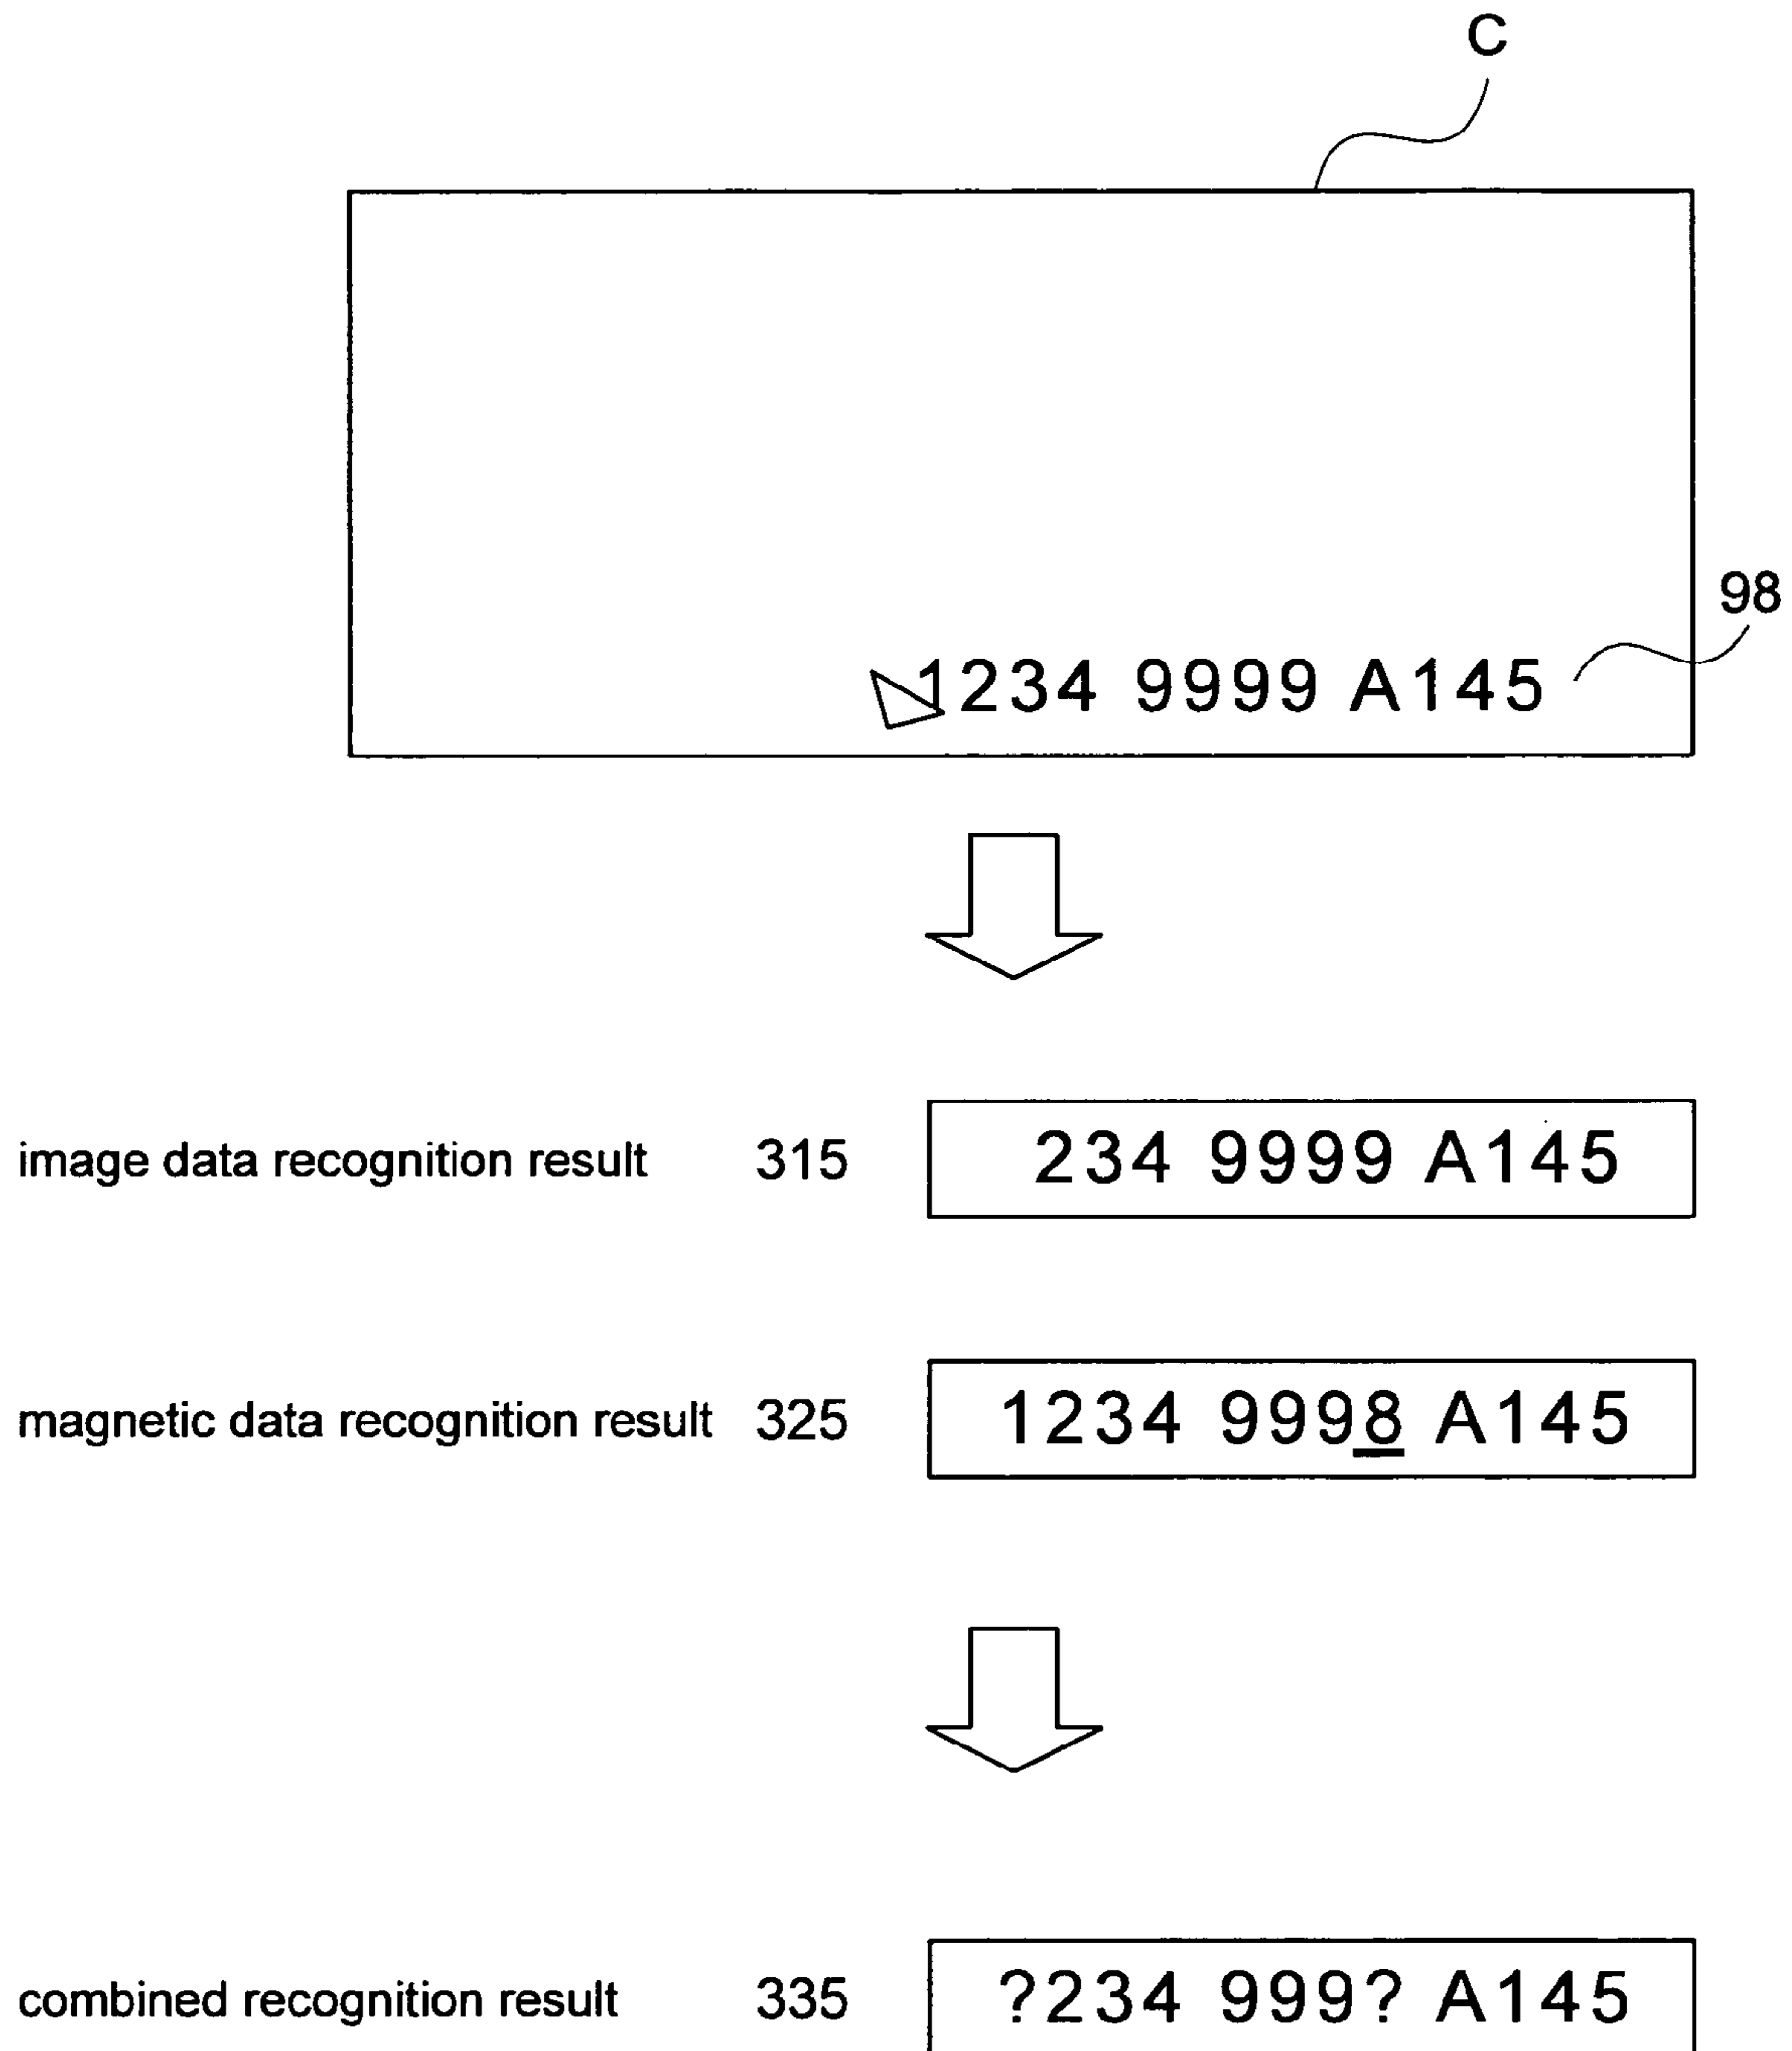 C
98
1234 9999 A145
image data recognition result 315 234 9999 A145
magnetic data recognition result 325 1234 9998 A145
combined recognition result 335 ?234 999? A145